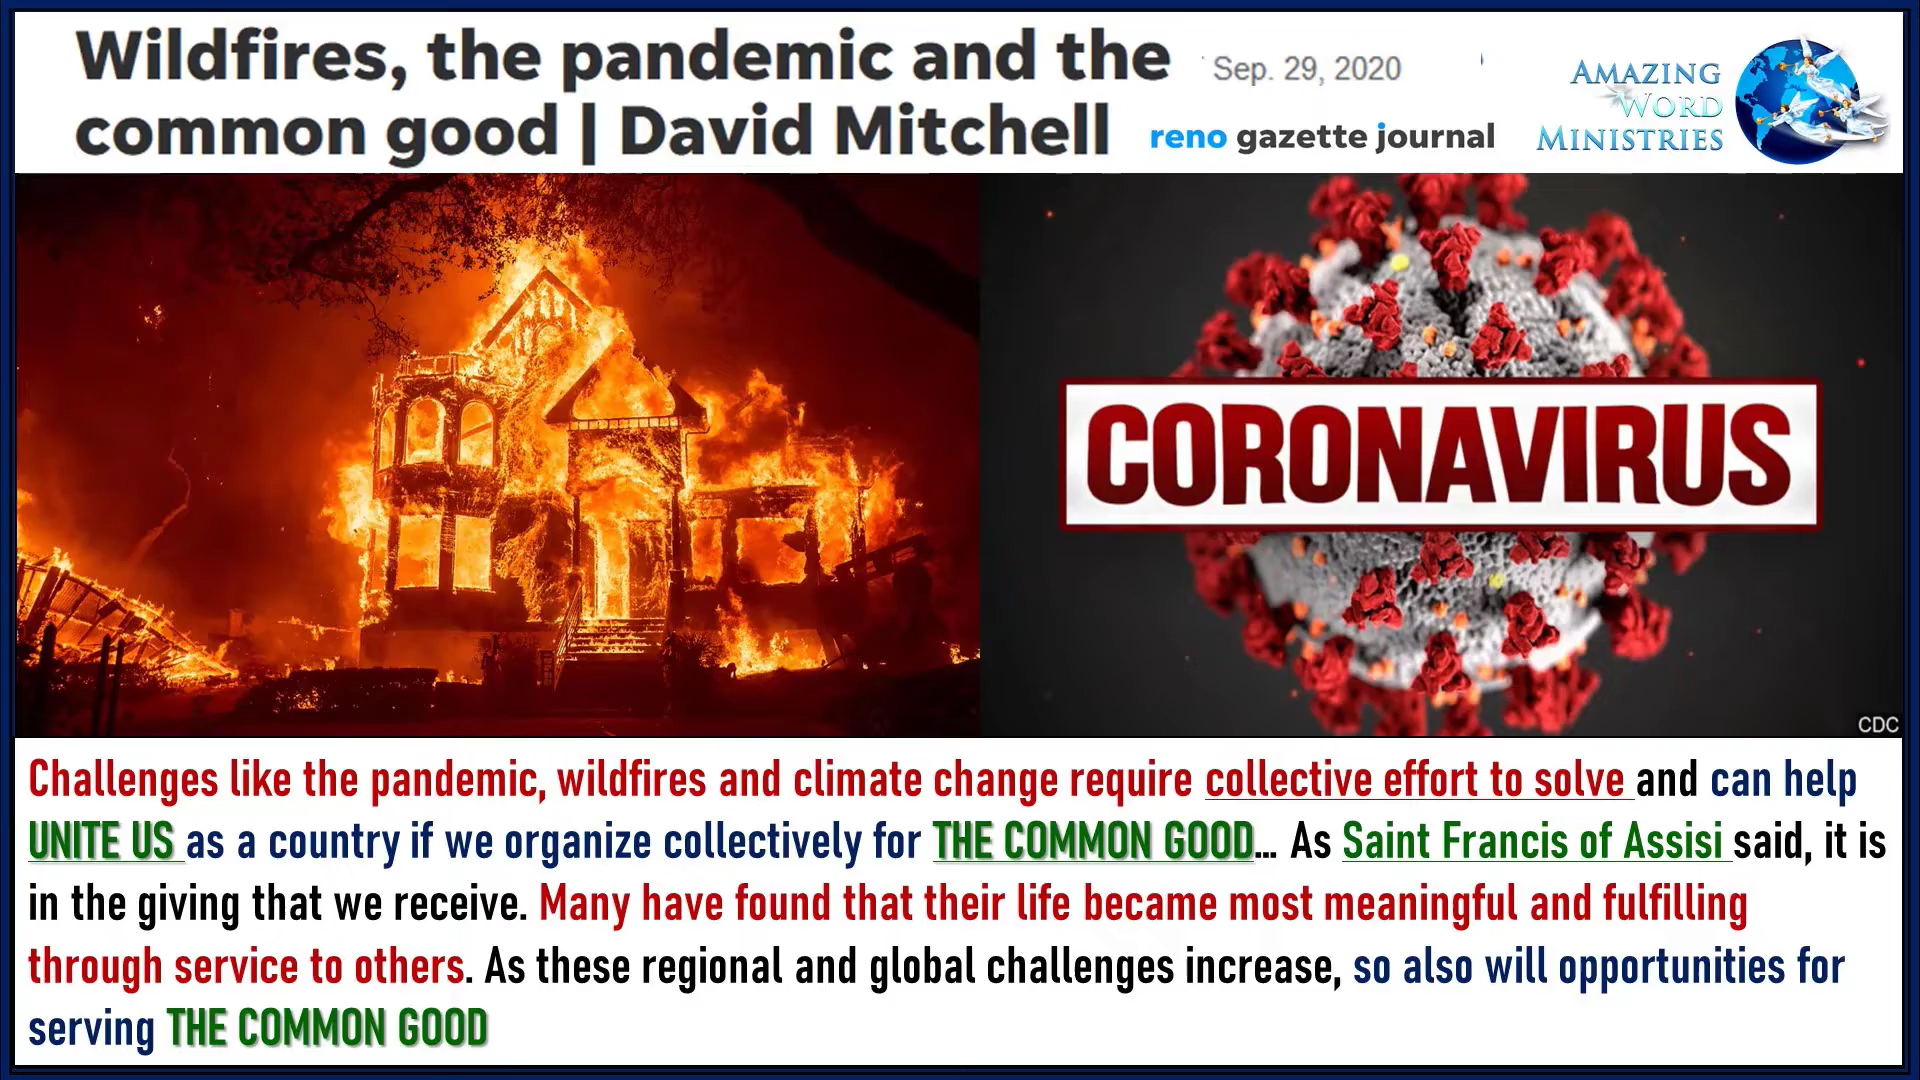 Wildfires, the pandemic and the
common good | David Mitchell
Sep. 29, 2020
reno gazette journal
AMAZING
WORD
MINISTRIES
CORONAVIRUS
CDC
Challenges like the pandemic, wildfires and climate change require collective effort to solve and can help
UNITE US as a country if we organize collectively for THE COMMON GOOD... As Saint Francis of Assisi said, it is
in the giving that we receive. Many have found that their life became most meaningful and fulfilling
through service to others. As these regional and global challenges increase, so also will opportunities for
serving THE COMMON GOOD